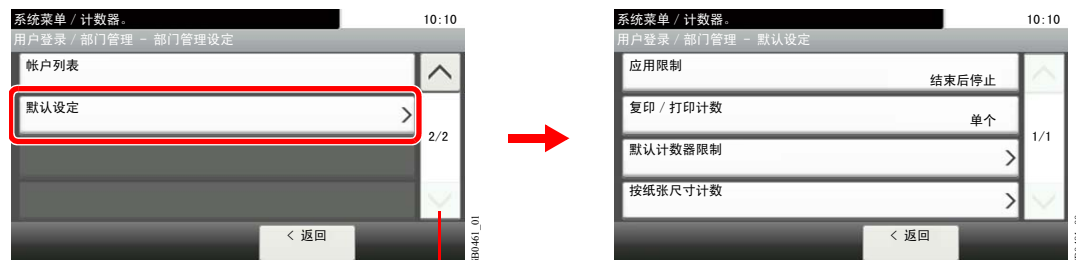 系统菜单 / 计数器。
10:10
用户登录 / 部门管理 - 部门管理设定
帐户列表
默认设定
2/2
< 返回
GB0461_01
系统菜单 / 计数器。
10:10
用户登录 / 部门管理 - 默认设定
应用限制
结束后停止
复印 / 打印计数
单个
1/1
默认计数器限制
按纸张尺寸计数
< 返回